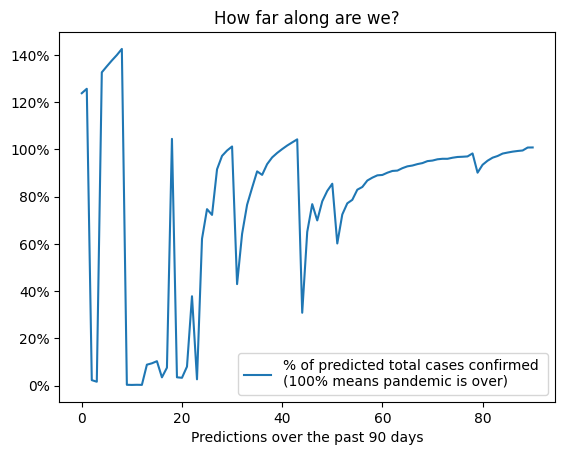 How far along are we?
140%
120%
100%
80%
60%
40%
20%
0%
% of predicted total cases confirmed
(100% means pandemic is over)
0 20 40 60 80
Predictions over the past 90 days